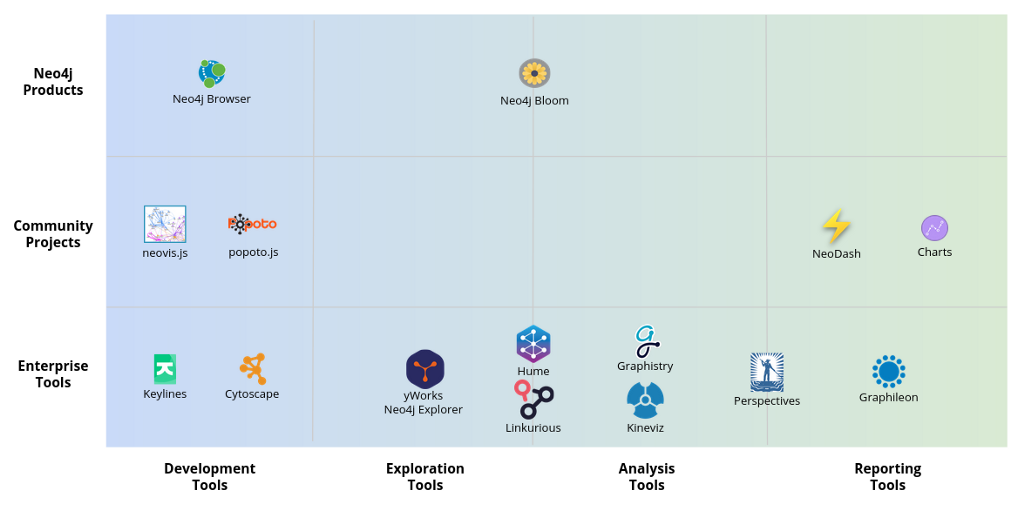 Neo4j
Products
Neo4j Browser
Neo4j Bloom
Community
Projects
neovis.js
Popoto
popoto.js
NeoDash
Charts
Enterprise
Tools
Keylines
Cytoscape
yWorks
Neo4j Explorer
Hume
Linkurious
Graphistry
Kineviz
Perspectives
Graphileon
Development
Tools
Exploration
Tools
Analysis
Tools
Reporting
Tools